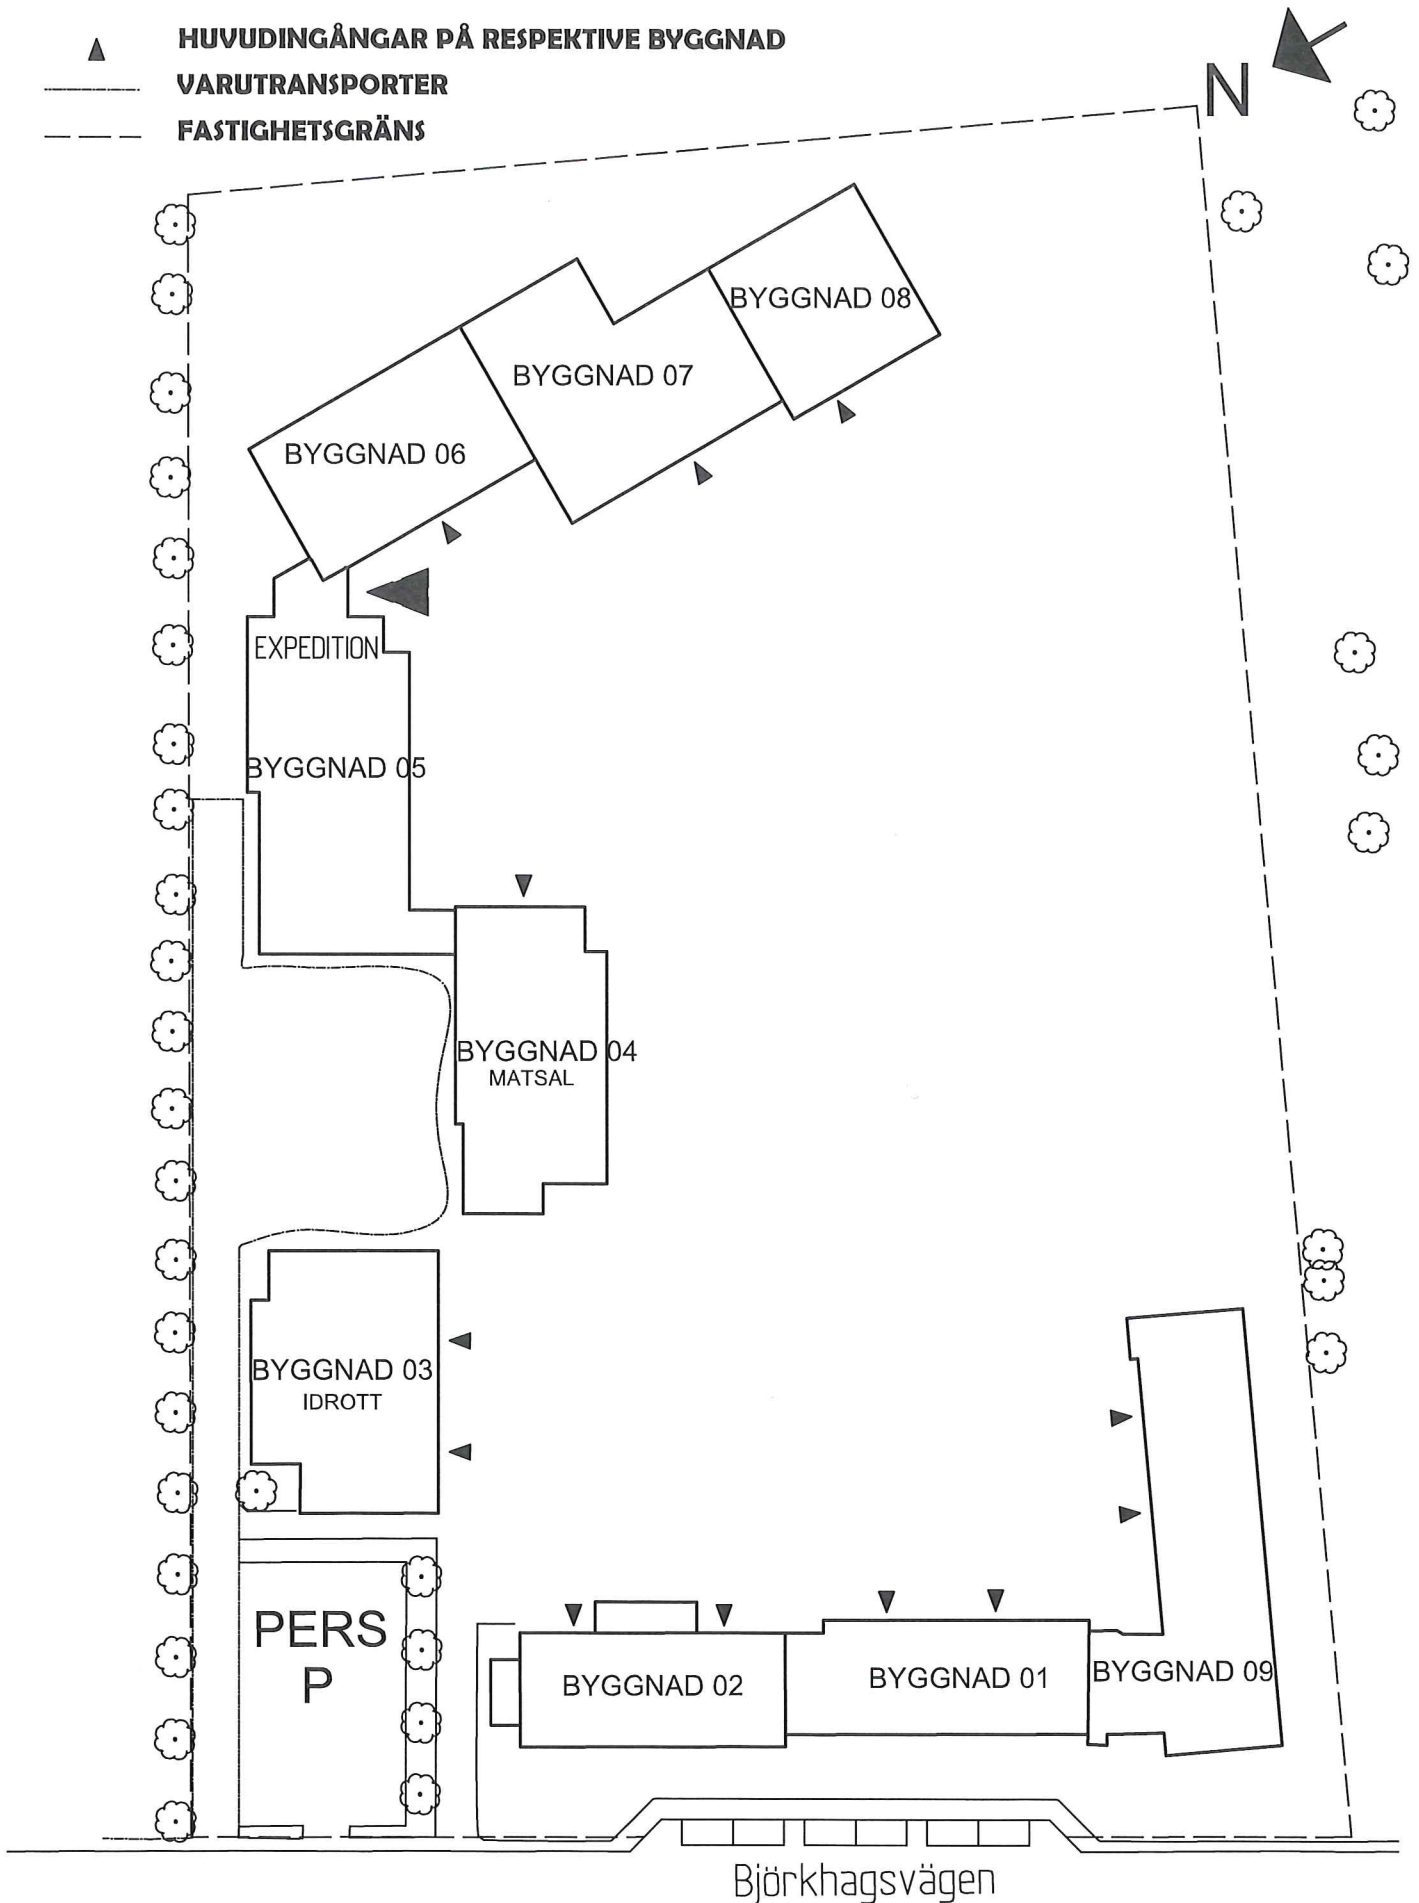 HUVUDINGÅNGAR PÅ RESPEKTIVE BYGGNAD
VARUTRANSPORTER
FASTIGHETSGRÄNS
N
BYGGNAD 08
BYGGNAD 07
BYGGNAD 06
EXPEDITION
BYGGNAD 05
BYGGNAD 04
MATSAL
BYGGNAD 03
IDROTT
PERS
P
BYGGNAD 02
BYGGNAD 01
BYGGNAD 09
Björkhagsvägen